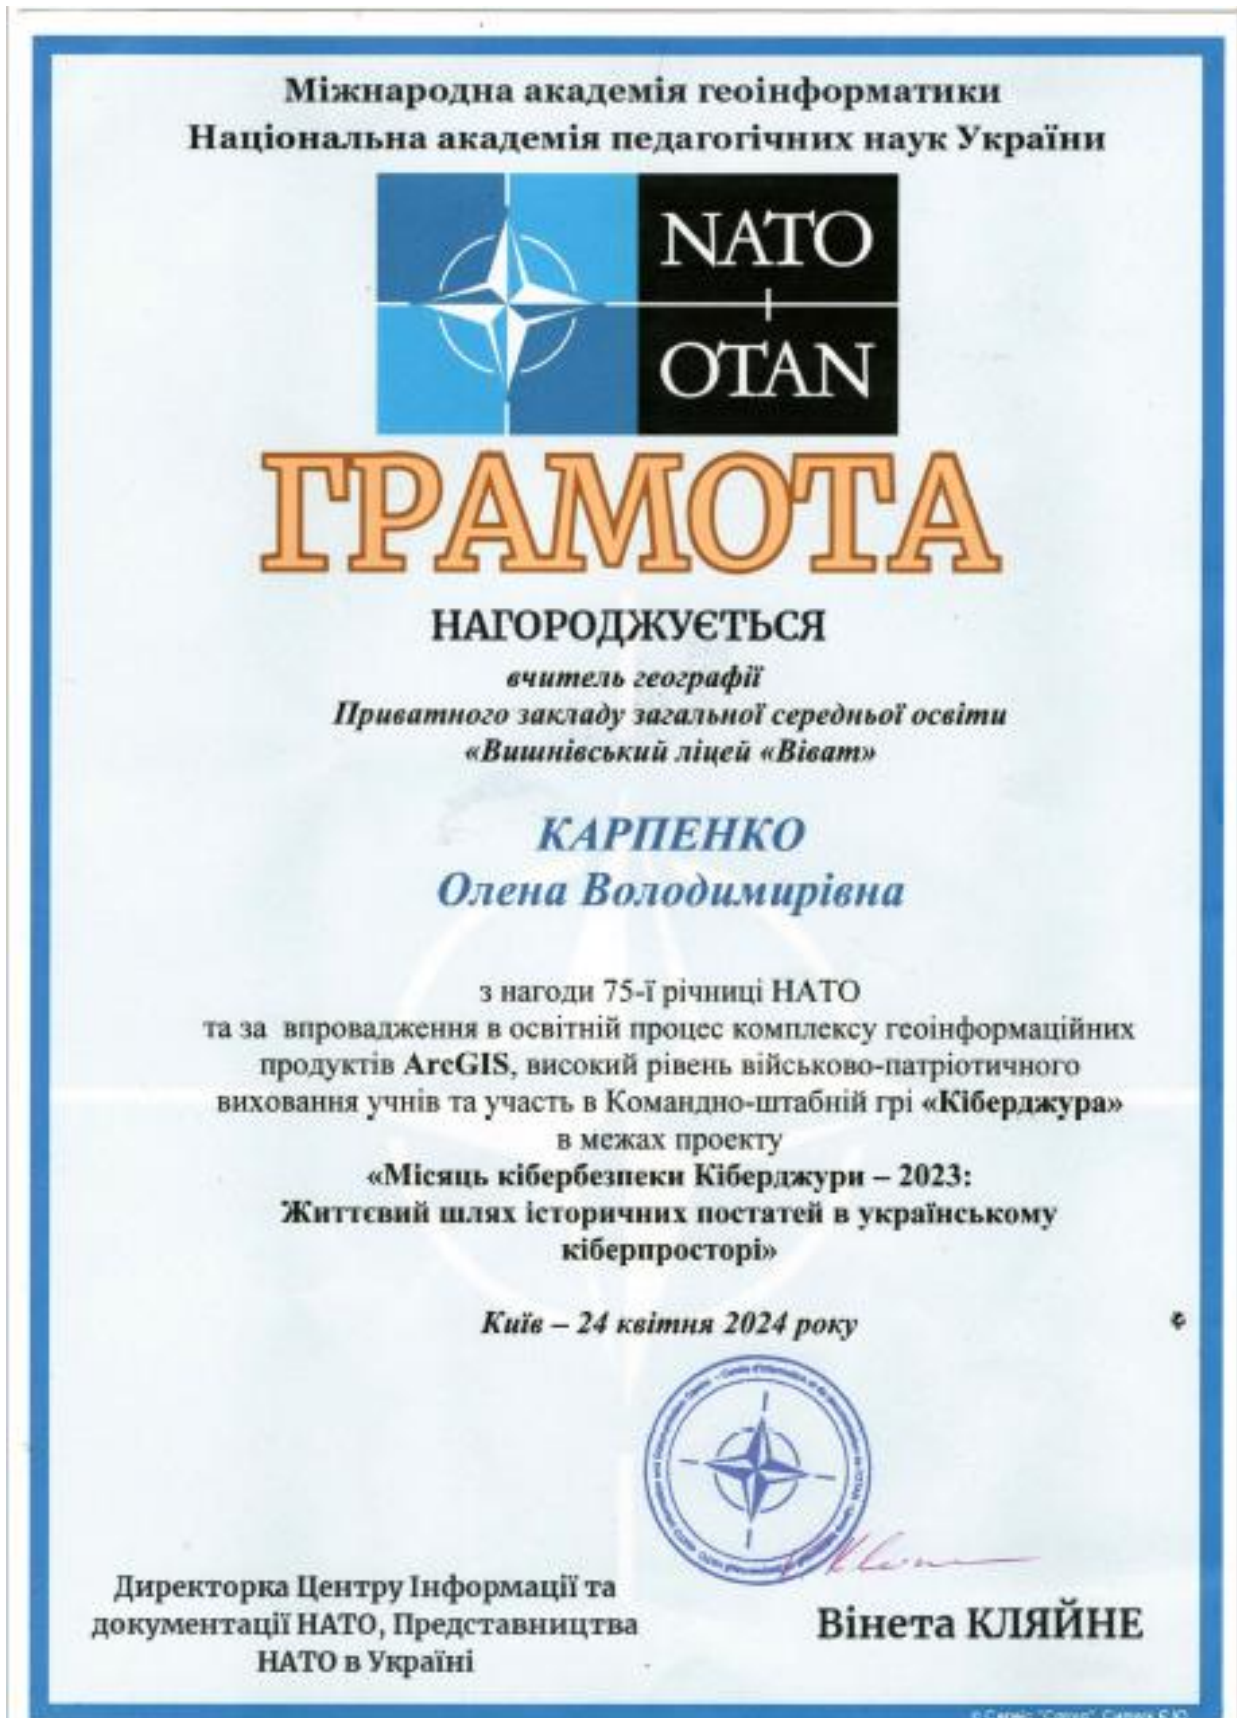 Міжнародна академія геоінформатики
Національна академія педагогічних наук України
NATO
OTAN
ГРАМОТА
НАГОРОДЖУЄТЬСЯ
вчитель географії
Приватного закладу загальної середньої освіти
«Вишнівський ліцей «Віват»
КАРПЕНКО
Олена Володимирівна
з нагоди 75-ї річниці НАТО
та за впровадження в освітній процес комплексу геоінформаційних
продуктів ArcGIS, високий рівень військово-патріотичного
виховання учнів та участь в Командно-штабній грі «Кіберджура»
в межах проекту
«Місяць кібербезпеки Кіберджури – 2023:
Життєвий шлях історичних постатей в українському
кіберпросторі»
Київ – 24 квітня 2024 року
Директорка Центру Інформації та
документації НАТО, Представництва
НАТО в Україні
Вінета КЛЯЙНЕ